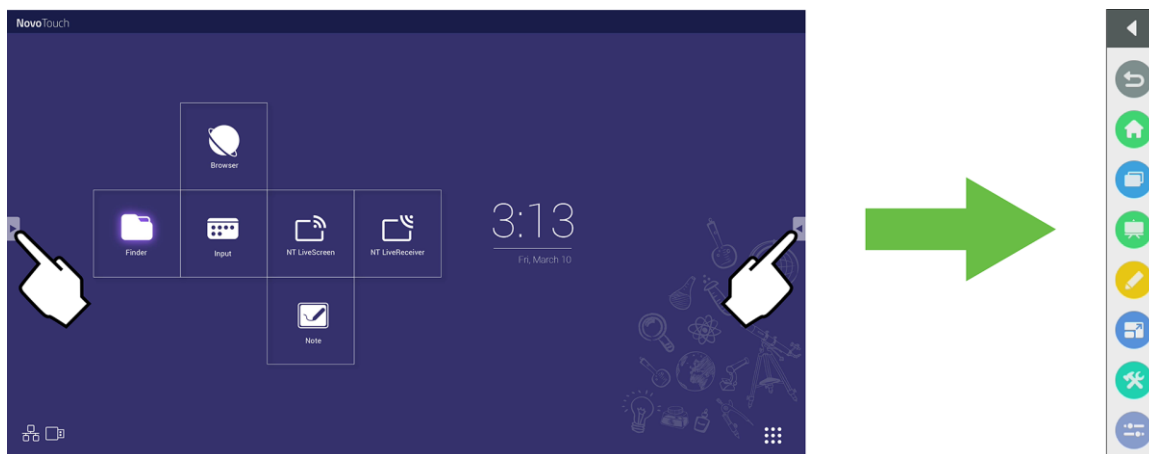 NovoTouch
Browser
Finder
Input
NT LiveScreen
NT LiveReceiver
3:13
Fri, March 10
Note